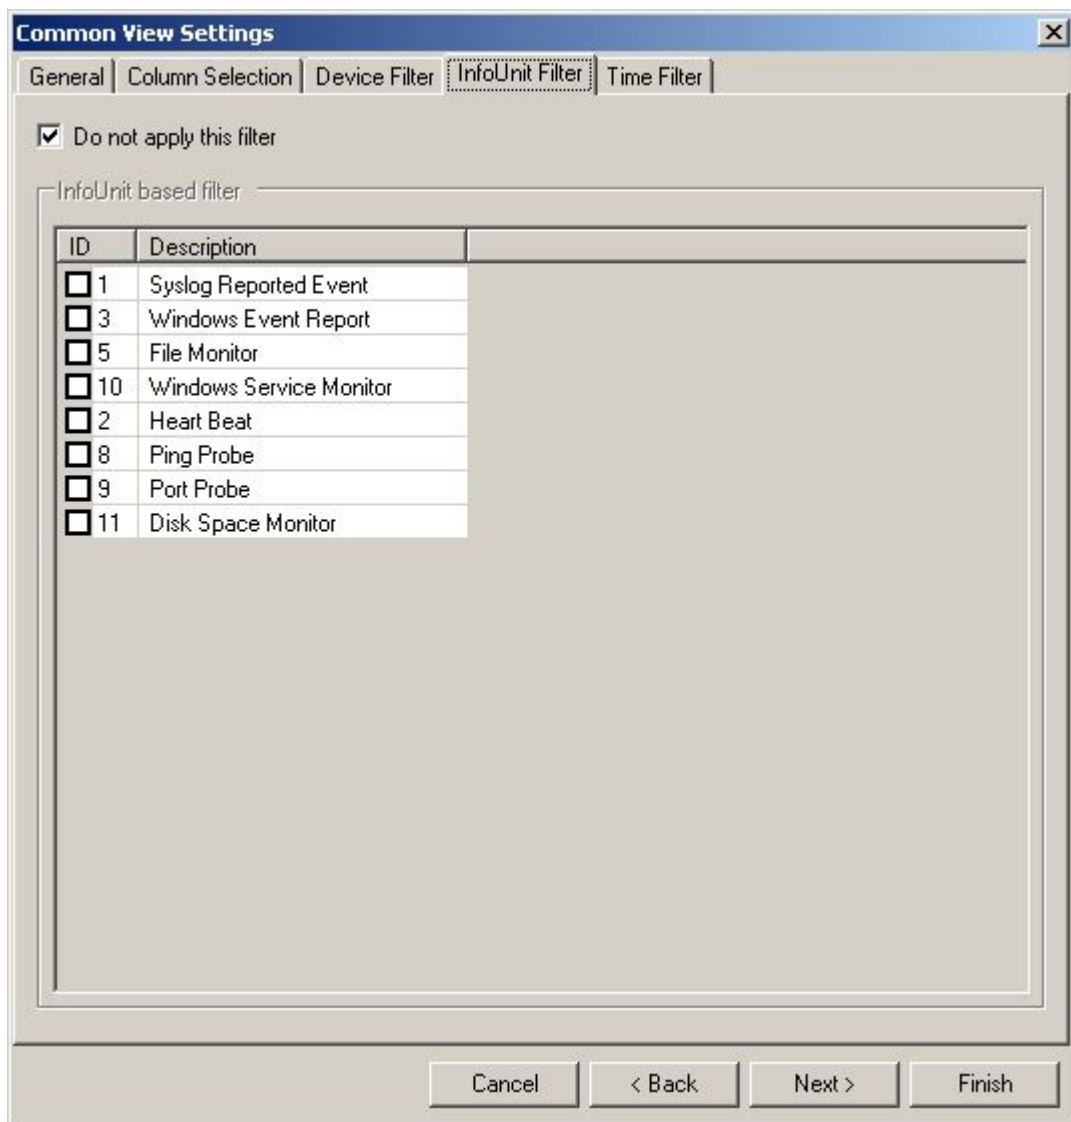 Common View Settings
General Column Selection Device Filter InfoUnit Filter Time Filter
Do not apply this filter
InfoUnit based filter
ID Description
1 Syslog Reported Event
3 Windows Event Report
5 File Monitor
10 Windows Service Monitor
2 Heart Beat
8 Ping Probe
9 Port Probe
11 Disk Space Monitor
Cancel < Back Next > Finish